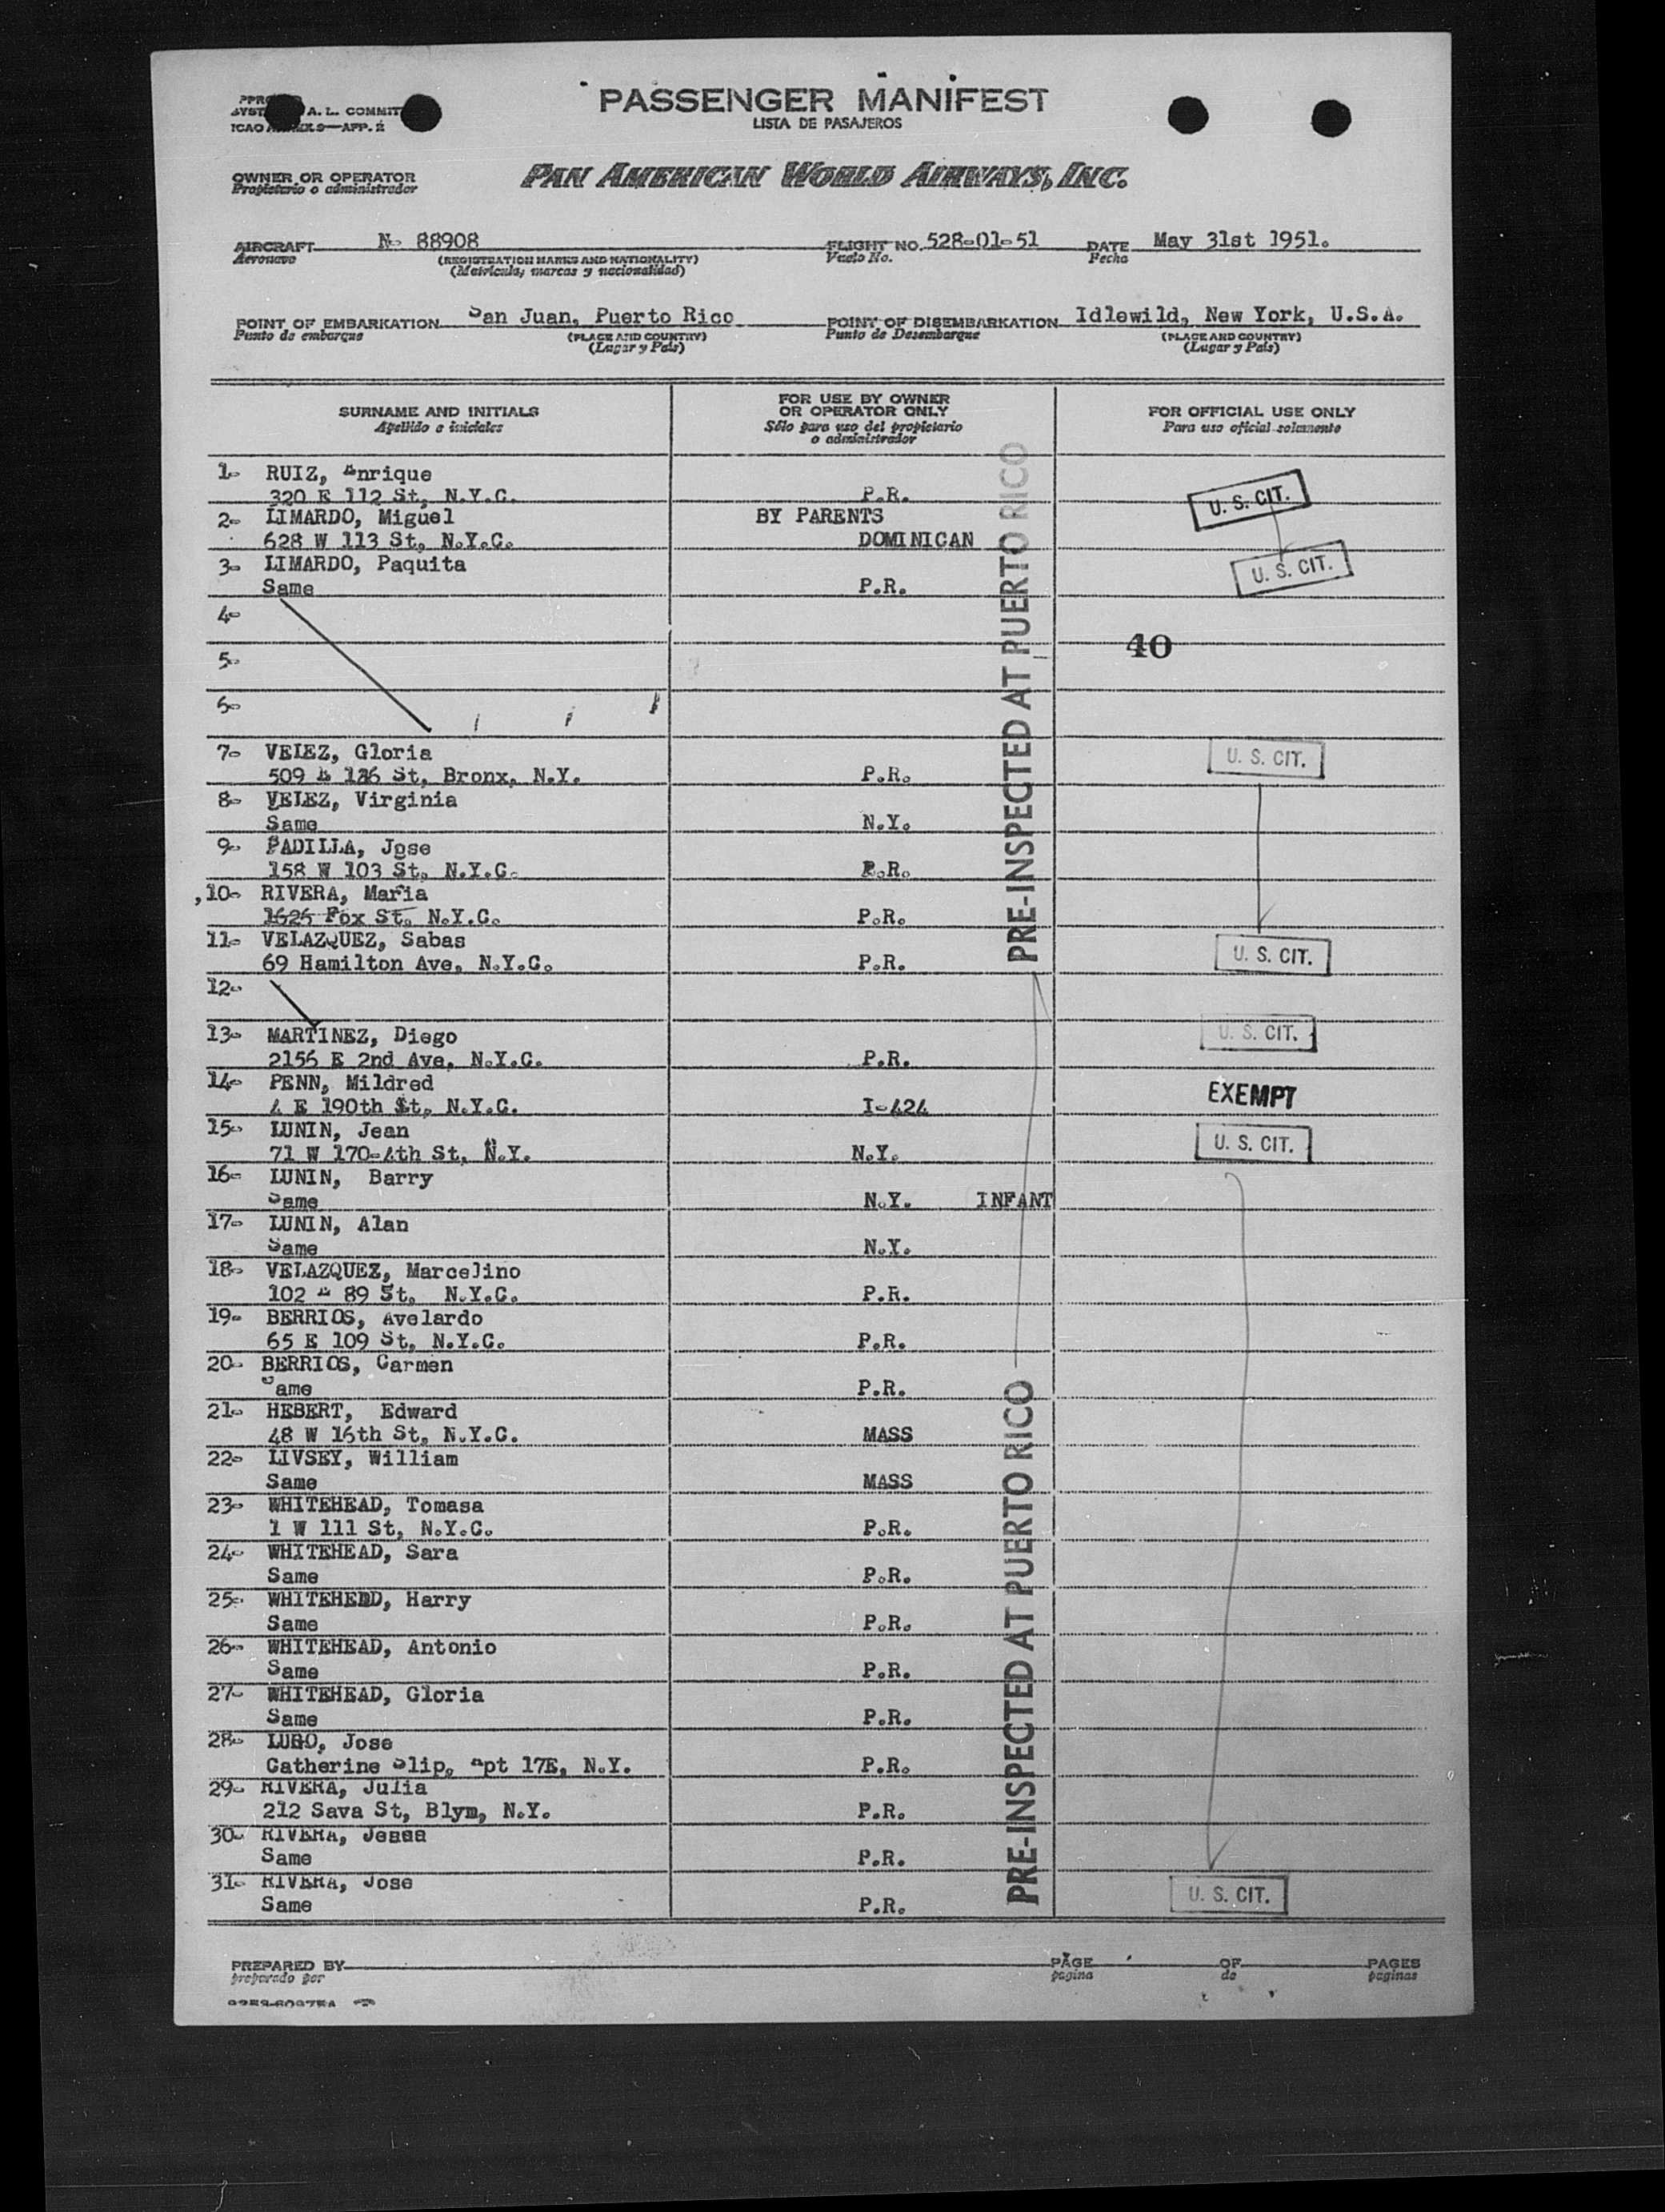 PASSENGER MANIFEST
LISTA DE PASAJEROS
A. L. COMMIT
ICAO APP. 2
OWNER OR OPERATOR
Propietario o administrador
PAN AMERICAN WORLD AIRWAYS, INC.
AIRCRAFT N- 88908 FLIGHT NO. 528-01-51 DATE May 31st 1951.
Aeronave (REGISTRATION MARKS AND NATIONALITY) Vuelo No. Fecha
(Matricula, marcas y nacionalidad)
POINT OF EMBARKATION San Juan, Puerto Rico POINT OF DISEMBARKATION Idlewild, New York, U.S.A.
Punto de embarque (PLACE AND COUNTRY) Punto de Desembarque (PLACE AND COUNTRY)
(Lugar y País) (Lugar y País)
SURNAME AND INITIALS FOR USE BY OWNER OR OPERATOR ONLY FOR OFFICIAL USE ONLY
Apellido e iniciales Sólo para uso del propietario o administrador Para uso oficial solamente
1- RUIZ, Enrique
320 E 112 St, N.Y.C. P.R. U. S. CIT.
2- LIMARDO, Miguel BY PARENTS
628 W 113 St, N.Y.C. DOMINICAN
3- LIMARDO, Paquita U. S. CIT.
Same P.R.
4-
40
5-
6-
7- VELEZ, Gloria U. S. CIT.
509 E 136 St, Bronx, N.Y. P.R.
8- VELEZ, Virginia
Same N.Y.
9- PADILLA, Jose
158 W 103 St, N.Y.C. P.R.
10- RIVERA, Maria
1626 Fox St, N.Y.C. P.R.
11- VELAZQUEZ, Sabas U. S. CIT.
69 Hamilton Ave, N.Y.C. P.R.
12-
13- MARTINEZ, Diego U. S. CIT.
2156 E 2nd Ave, N.Y.C. P.R.
14- PENN, Mildred EXEMPT
4 E 190th St, N.Y.C. I-424
15- LUNIN, Jean U. S. CIT.
71 W 170-4th St, N.Y. N.Y.
16- LUNIN, Barry
Same N.Y. INFANT
17- LUNIN, Alan
Same N.Y.
18- VELAZQUEZ, Marcelino
102 89 St, N.Y.C. P.R.
19- BERRIOS, Avelardo
65 E 109 St, N.Y.C. P.R.
20- BERRIOS, Carmen
Same P.R.
21- HEBERT, Edward
48 W 16th St, N.Y.C. MASS
22- LIVSEY, William
Same MASS
23- WHITEHEAD, Tomasa
1 W 111 St, N.Y.C. P.R.
24- WHITEHEAD, Sara
Same P.R.
25- WHITEHEDD, Harry
Same P.R.
26- WHITEHEAD, Antonio
Same P.R.
27- WHITEHEAD, Gloria
Same P.R.
28- LUGO, Jose
Catherine Slip, Apt 17E, N.Y. P.R.
29- RIVERA, Julia
212 Sava St, Blym, N.Y. P.R.
30- RIVERA,
Same P.R.
31- RIVERA, Jose U. S. CIT.
Same P.R.
PRE-INSPECTED AT PUERTO RICO
PRE-INSPECTED AT PUERTO RICO
PREPARED BY PAGE OF PAGES
preparado por pagina de paginas